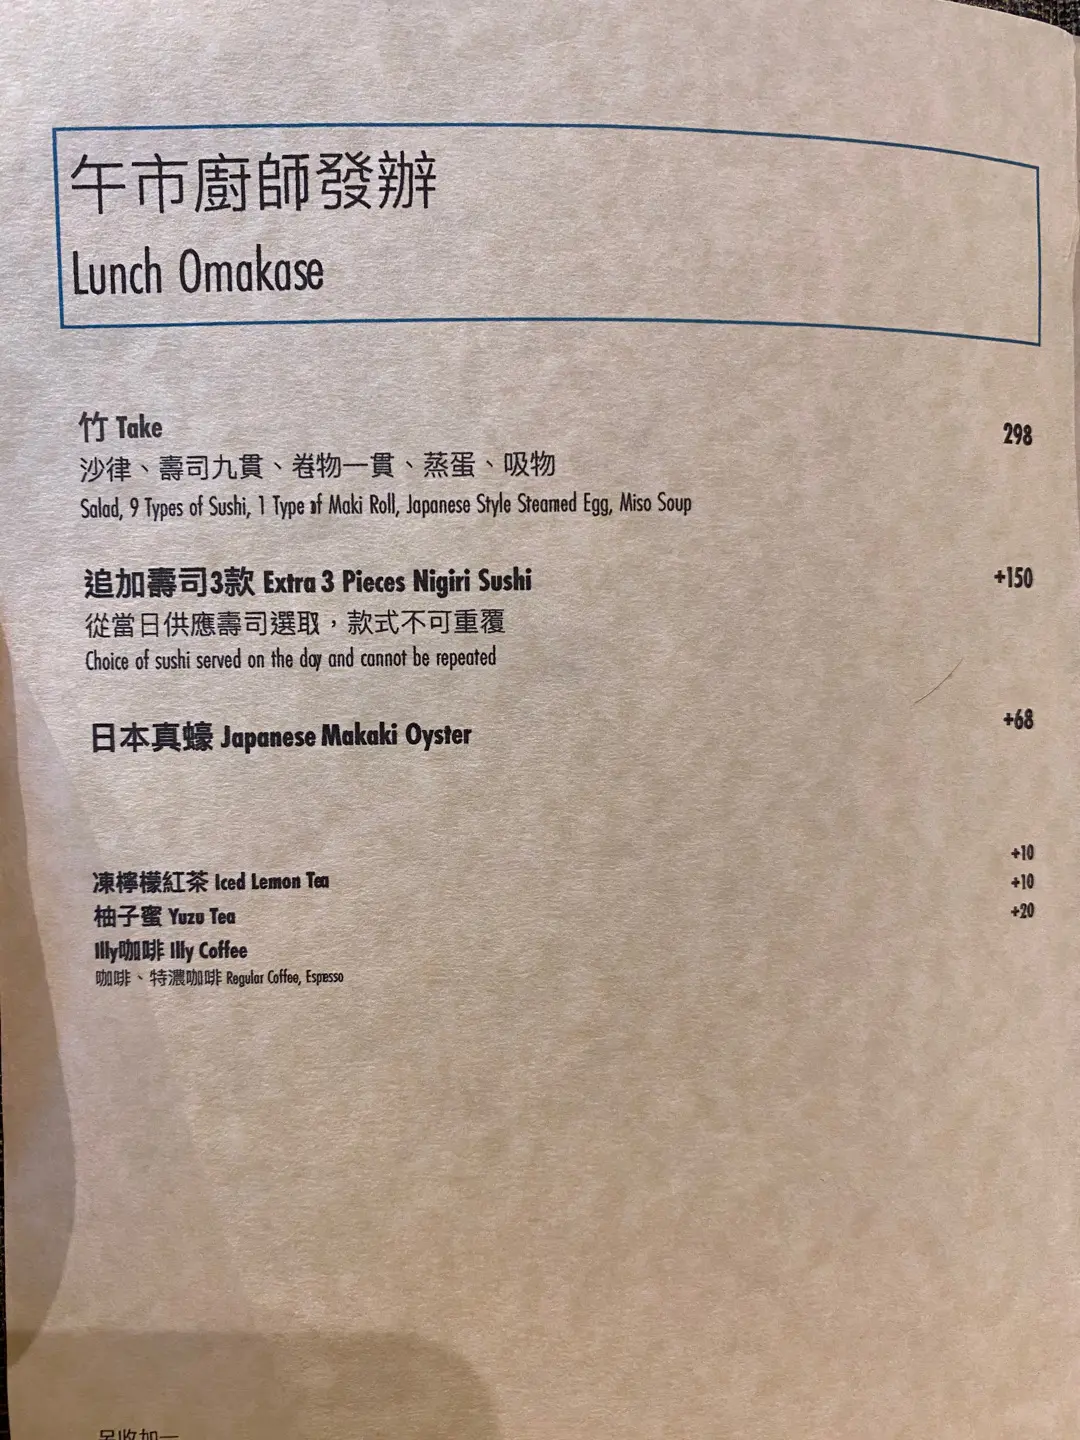 午市廚師發辦
Lunch Omakase
竹 Take 298
沙律、壽司九貫、卷物一貫、蒸蛋、吸物
Salad, 9 Types of Sushi, 1 Type of Maki Roll, Japanese Style Steamed Egg, Miso Soup
追加壽司3款 Extra 3 Pieces Nigiri Sushi +150
從當日供應壽司選取，款式不可重覆
Choice of sushi served on the day and cannot be repeated
日本真蠔 Japanese Makaki Oyster +68
+10
凍檸檬紅茶 Iced Lemon Tea +10
柚子蜜 Yuzu Tea +20
Illy咖啡 Illy Coffee
咖啡、特濃咖啡 Regular Coffee, Espresso
另收加一